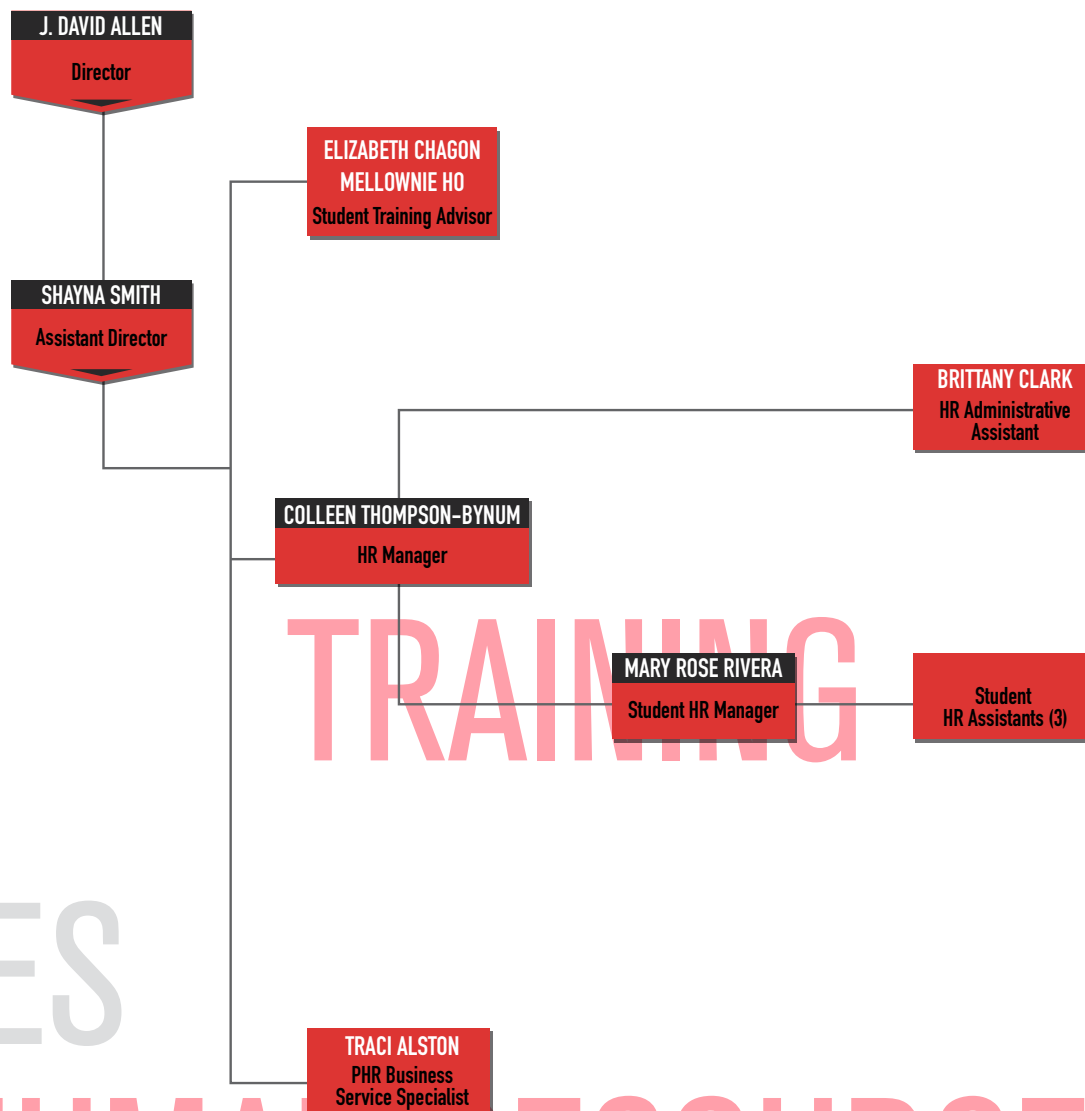 J. DAVID ALLEN
Director
ELIZABETH CHAGON
MELLOWNIE HO
Student Training Advisor
SHAYNA SMITH
Assistant Director
BRITTANY CLARK
HR Administrative
Assistant
COLLEEN THOMPSON-BYNUM
HR Manager
TRAINING
MARY ROSE RIVERA
Student HR Manager
Student
HR Assistants (3)
ES
TRACI ALSTON
PHR Business
Service Specialist